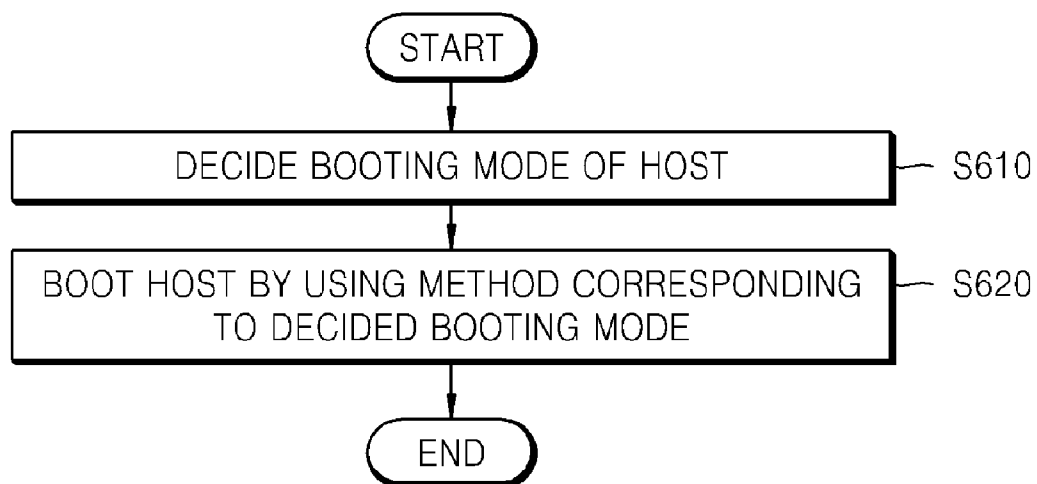 START
DECIDE BOOTING MODE OF HOST
S610
BOOT HOST BY USING METHOD CORRESPONDING
TO DECIDED BOOTING MODE
S620
END